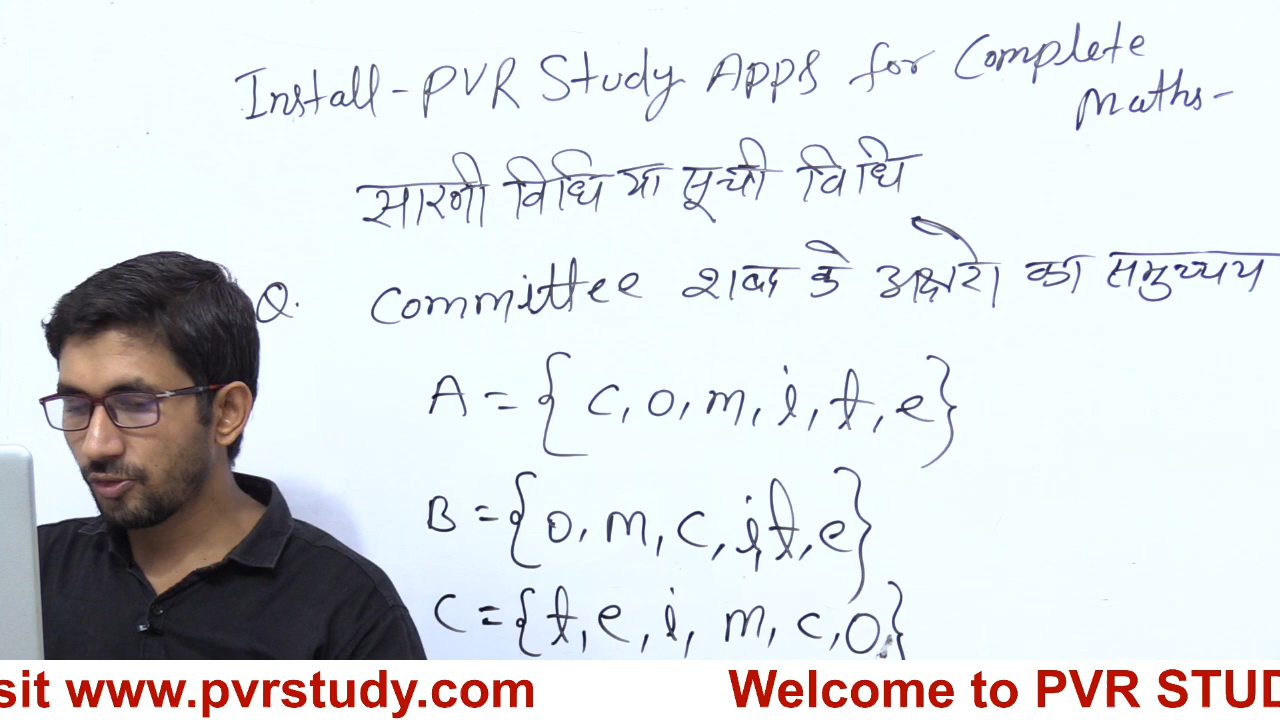 Install - PVR Study Apps for Complete
Maths -
सारणी विधि या सूची विधि
Q. Committee शब्द के अक्षरो का समुच्चय
A = { c, o, m, i, t, e}
B = {o, m, c, i, t, e}
C = {t, e, i, m, c, o}
sit www.pvrstudy.com Welcome to PVR STUD